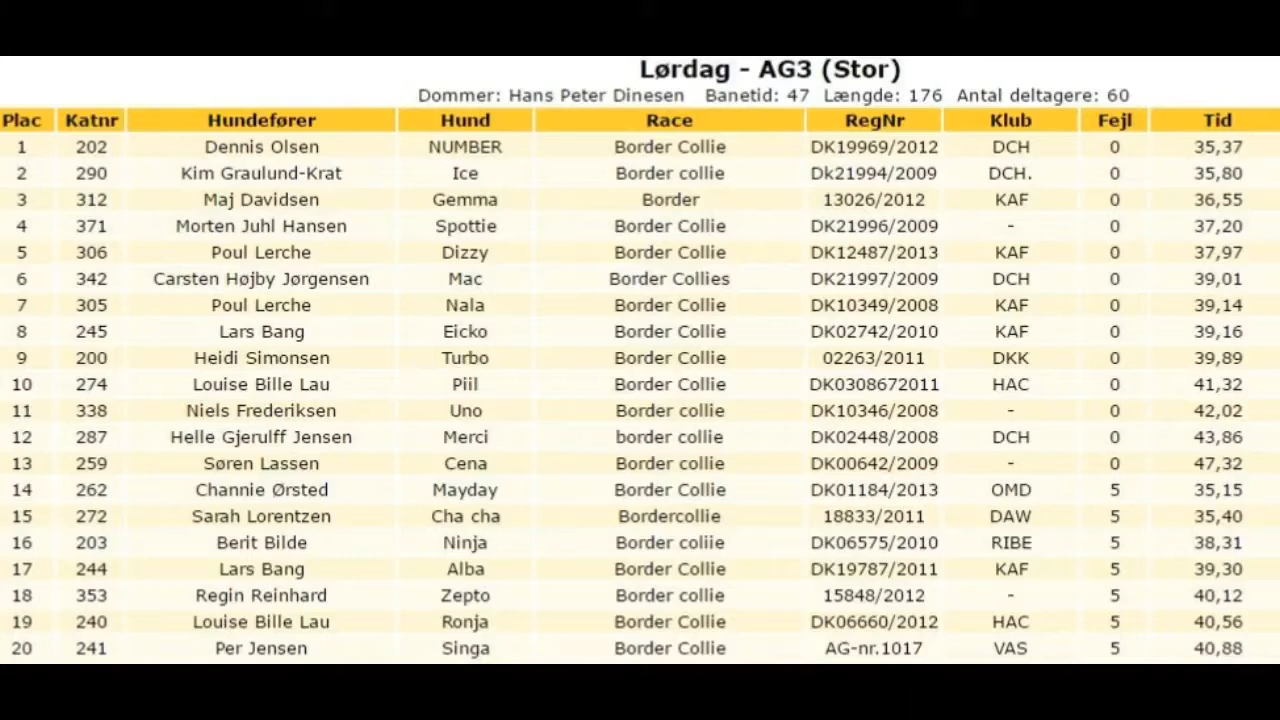 Lørdag - AG3 (Stor)
Dommer: Hans Peter Dinesen Banetid: 47 Længde: 176 Antal deltagere: 60
Plac Katnr Hundefører Hund Race RegNr Klub Fejl Tid
1 202 Dennis Olsen NUMBER Border Collie DK19969/2012 DCH 0 35,37
2 290 Kim Graulund-Krat Ice Border collie Dk21994/2009 DCH. 0 35,80
3 312 Maj Davidsen Gemma Border 13026/2012 KAF 0 36,55
4 371 Morten Juhl Hansen Spottie Border Collie DK21996/2009 - 0 37,20
5 306 Poul Lerche Dizzy Border Collie DK12487/2013 KAF 0 37,97
6 342 Carsten Højby Jørgensen Mac Border Collies DK21997/2009 DCH 0 39,01
7 305 Poul Lerche Nala Border Collie DK10349/2008 KAF 0 39,14
8 245 Lars Bang Eicko Border Collie DK02742/2010 KAF 0 39,16
9 200 Heidi Simonsen Turbo Border Collie 02263/2011 DKK 0 39,89
10 274 Louise Bille Lau Piil Border Collie DK0308672011 HAC 0 41,32
11 338 Niels Frederiksen Uno Border collie DK10346/2008 - 0 42,02
12 287 Helle Gjerulff Jensen Merci border collie DK02448/2008 DCH 0 43,86
13 259 Søren Lassen Cena Border collie DK00642/2009 - 0 47,32
14 262 Channie Ørsted Mayday Border Collie DK01184/2013 OMD 5 35,15
15 272 Sarah Lorentzen Cha cha Bordercollie 18833/2011 DAW 5 35,40
16 203 Berit Bilde Ninja Border coliie DK06575/2010 RIBE 5 38,31
17 244 Lars Bang Alba Border Collie DK19787/2011 KAF 5 39,30
18 353 Regin Reinhard Zepto Border collie 15848/2012 - 5 40,12
19 240 Louise Bille Lau Ronja Border Collie DK06660/2012 HAC 5 40,56
20 241 Per Jensen Singa Border Collie AG-nr.1017 VAS 5 40,88